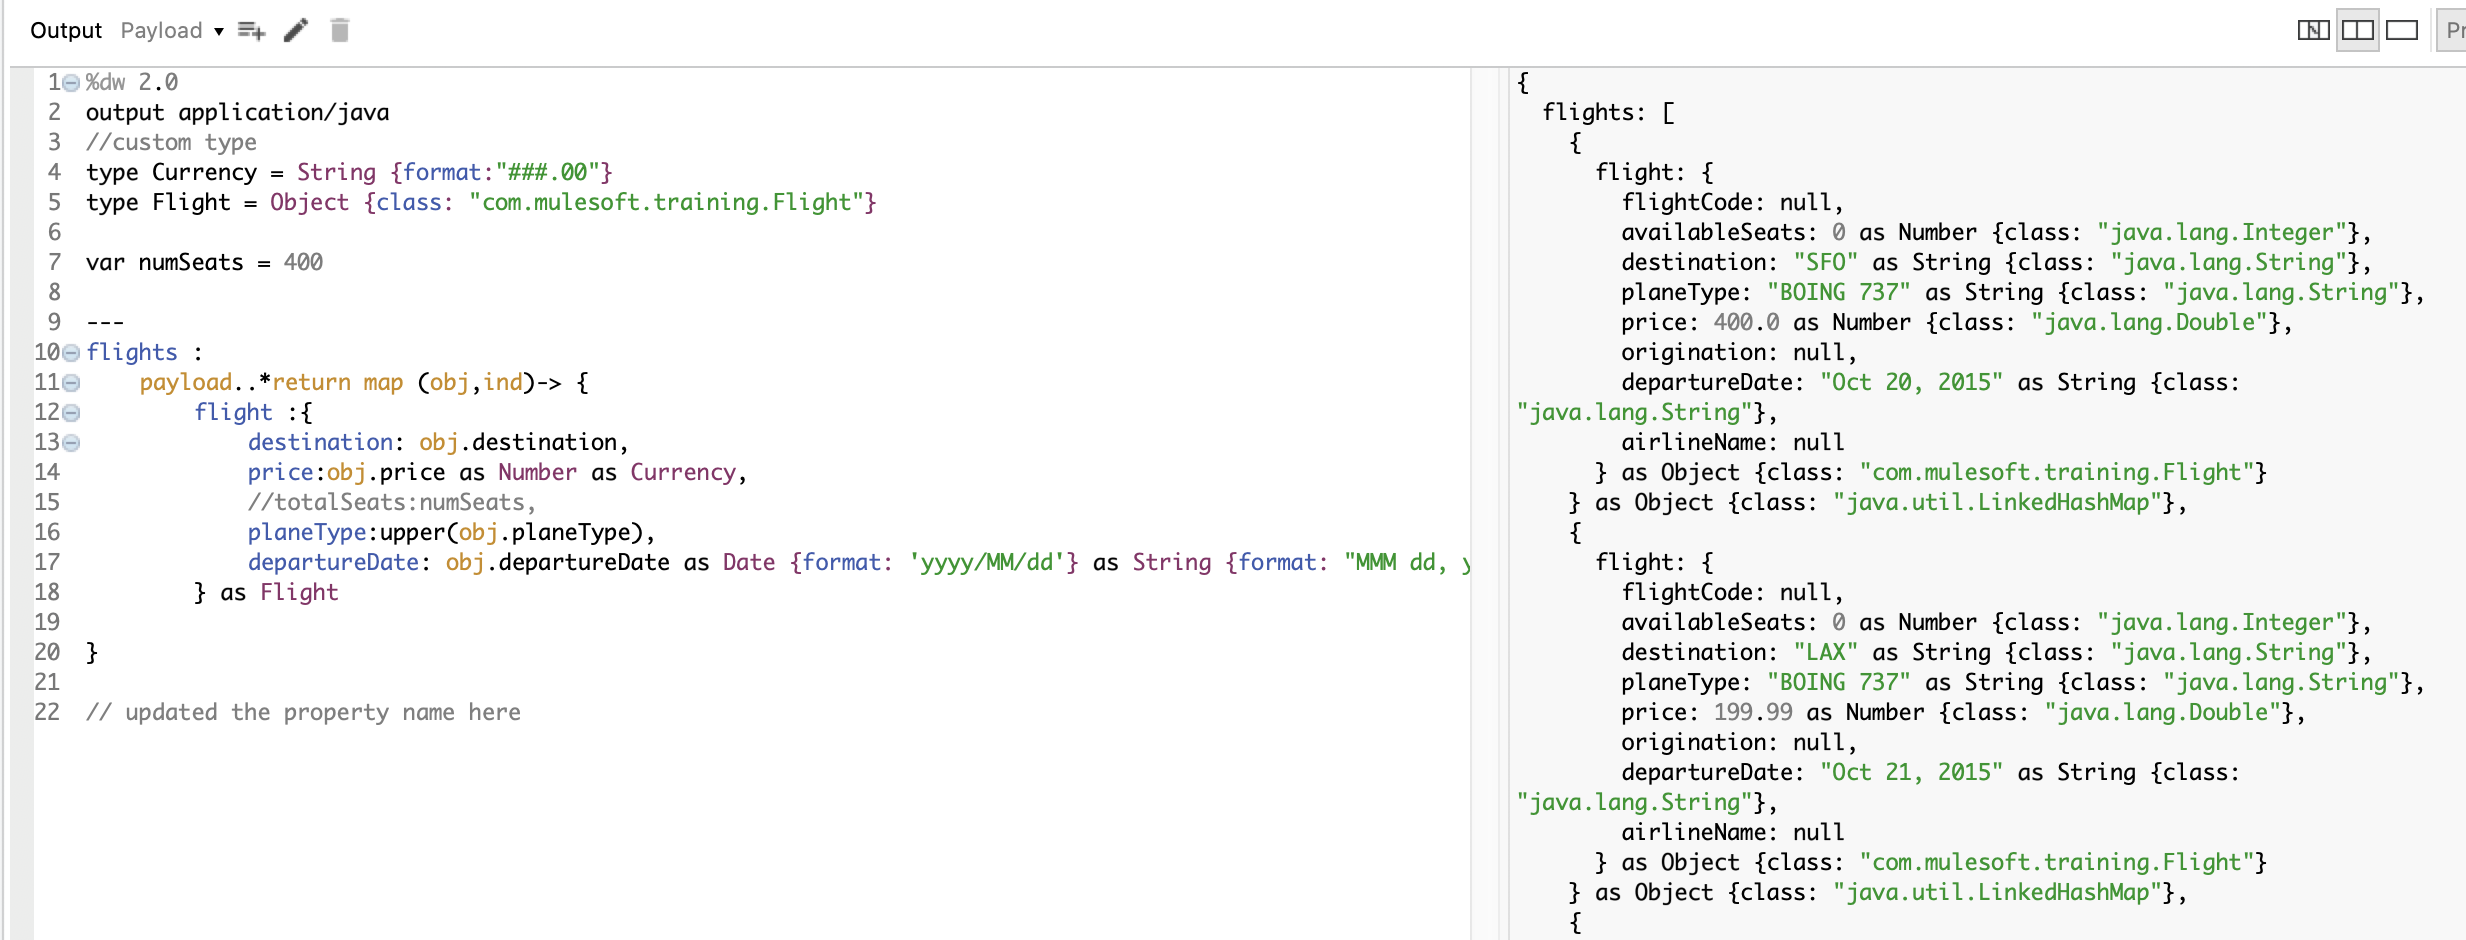 Output Payload
Pr
1 %dw 2.0
2 output application/java
3 //custom type
4 type Currency = String {format:"###.00"}
5 type Flight = Object {class: "com.mulesoft.training.Flight"}
6
7 var numSeats = 400
8
9 ---
10 flights :
11 payload..*return map (obj,ind)-> {
12 flight :{
13 destination: obj.destination,
14 price:obj.price as Number as Currency,
15 //totalSeats:numSeats,
16 planeType:upper(obj.planeType),
17 departureDate: obj.departureDate as Date {format: 'yyyy/MM/dd'} as String {format: "MMM dd, y
18 } as Flight
19
20 }
21
22 // updated the property name here
{
flights: [
{
flight: {
flightCode: null,
availableSeats: 0 as Number {class: "java.lang.Integer"},
destination: "SFO" as String {class: "java.lang.String"},
planeType: "BOING 737" as String {class: "java.lang.String"},
price: 400.0 as Number {class: "java.lang.Double"},
origination: null,
departureDate: "Oct 20, 2015" as String {class:
"java.lang.String"},
airlineName: null
} as Object {class: "com.mulesoft.training.Flight"}
} as Object {class: "java.util.LinkedHashMap"},
{
flight: {
flightCode: null,
availableSeats: 0 as Number {class: "java.lang.Integer"},
destination: "LAX" as String {class: "java.lang.String"},
planeType: "BOING 737" as String {class: "java.lang.String"},
price: 199.99 as Number {class: "java.lang.Double"},
origination: null,
departureDate: "Oct 21, 2015" as String {class:
"java.lang.String"},
airlineName: null
} as Object {class: "com.mulesoft.training.Flight"}
} as Object {class: "java.util.LinkedHashMap"},
{